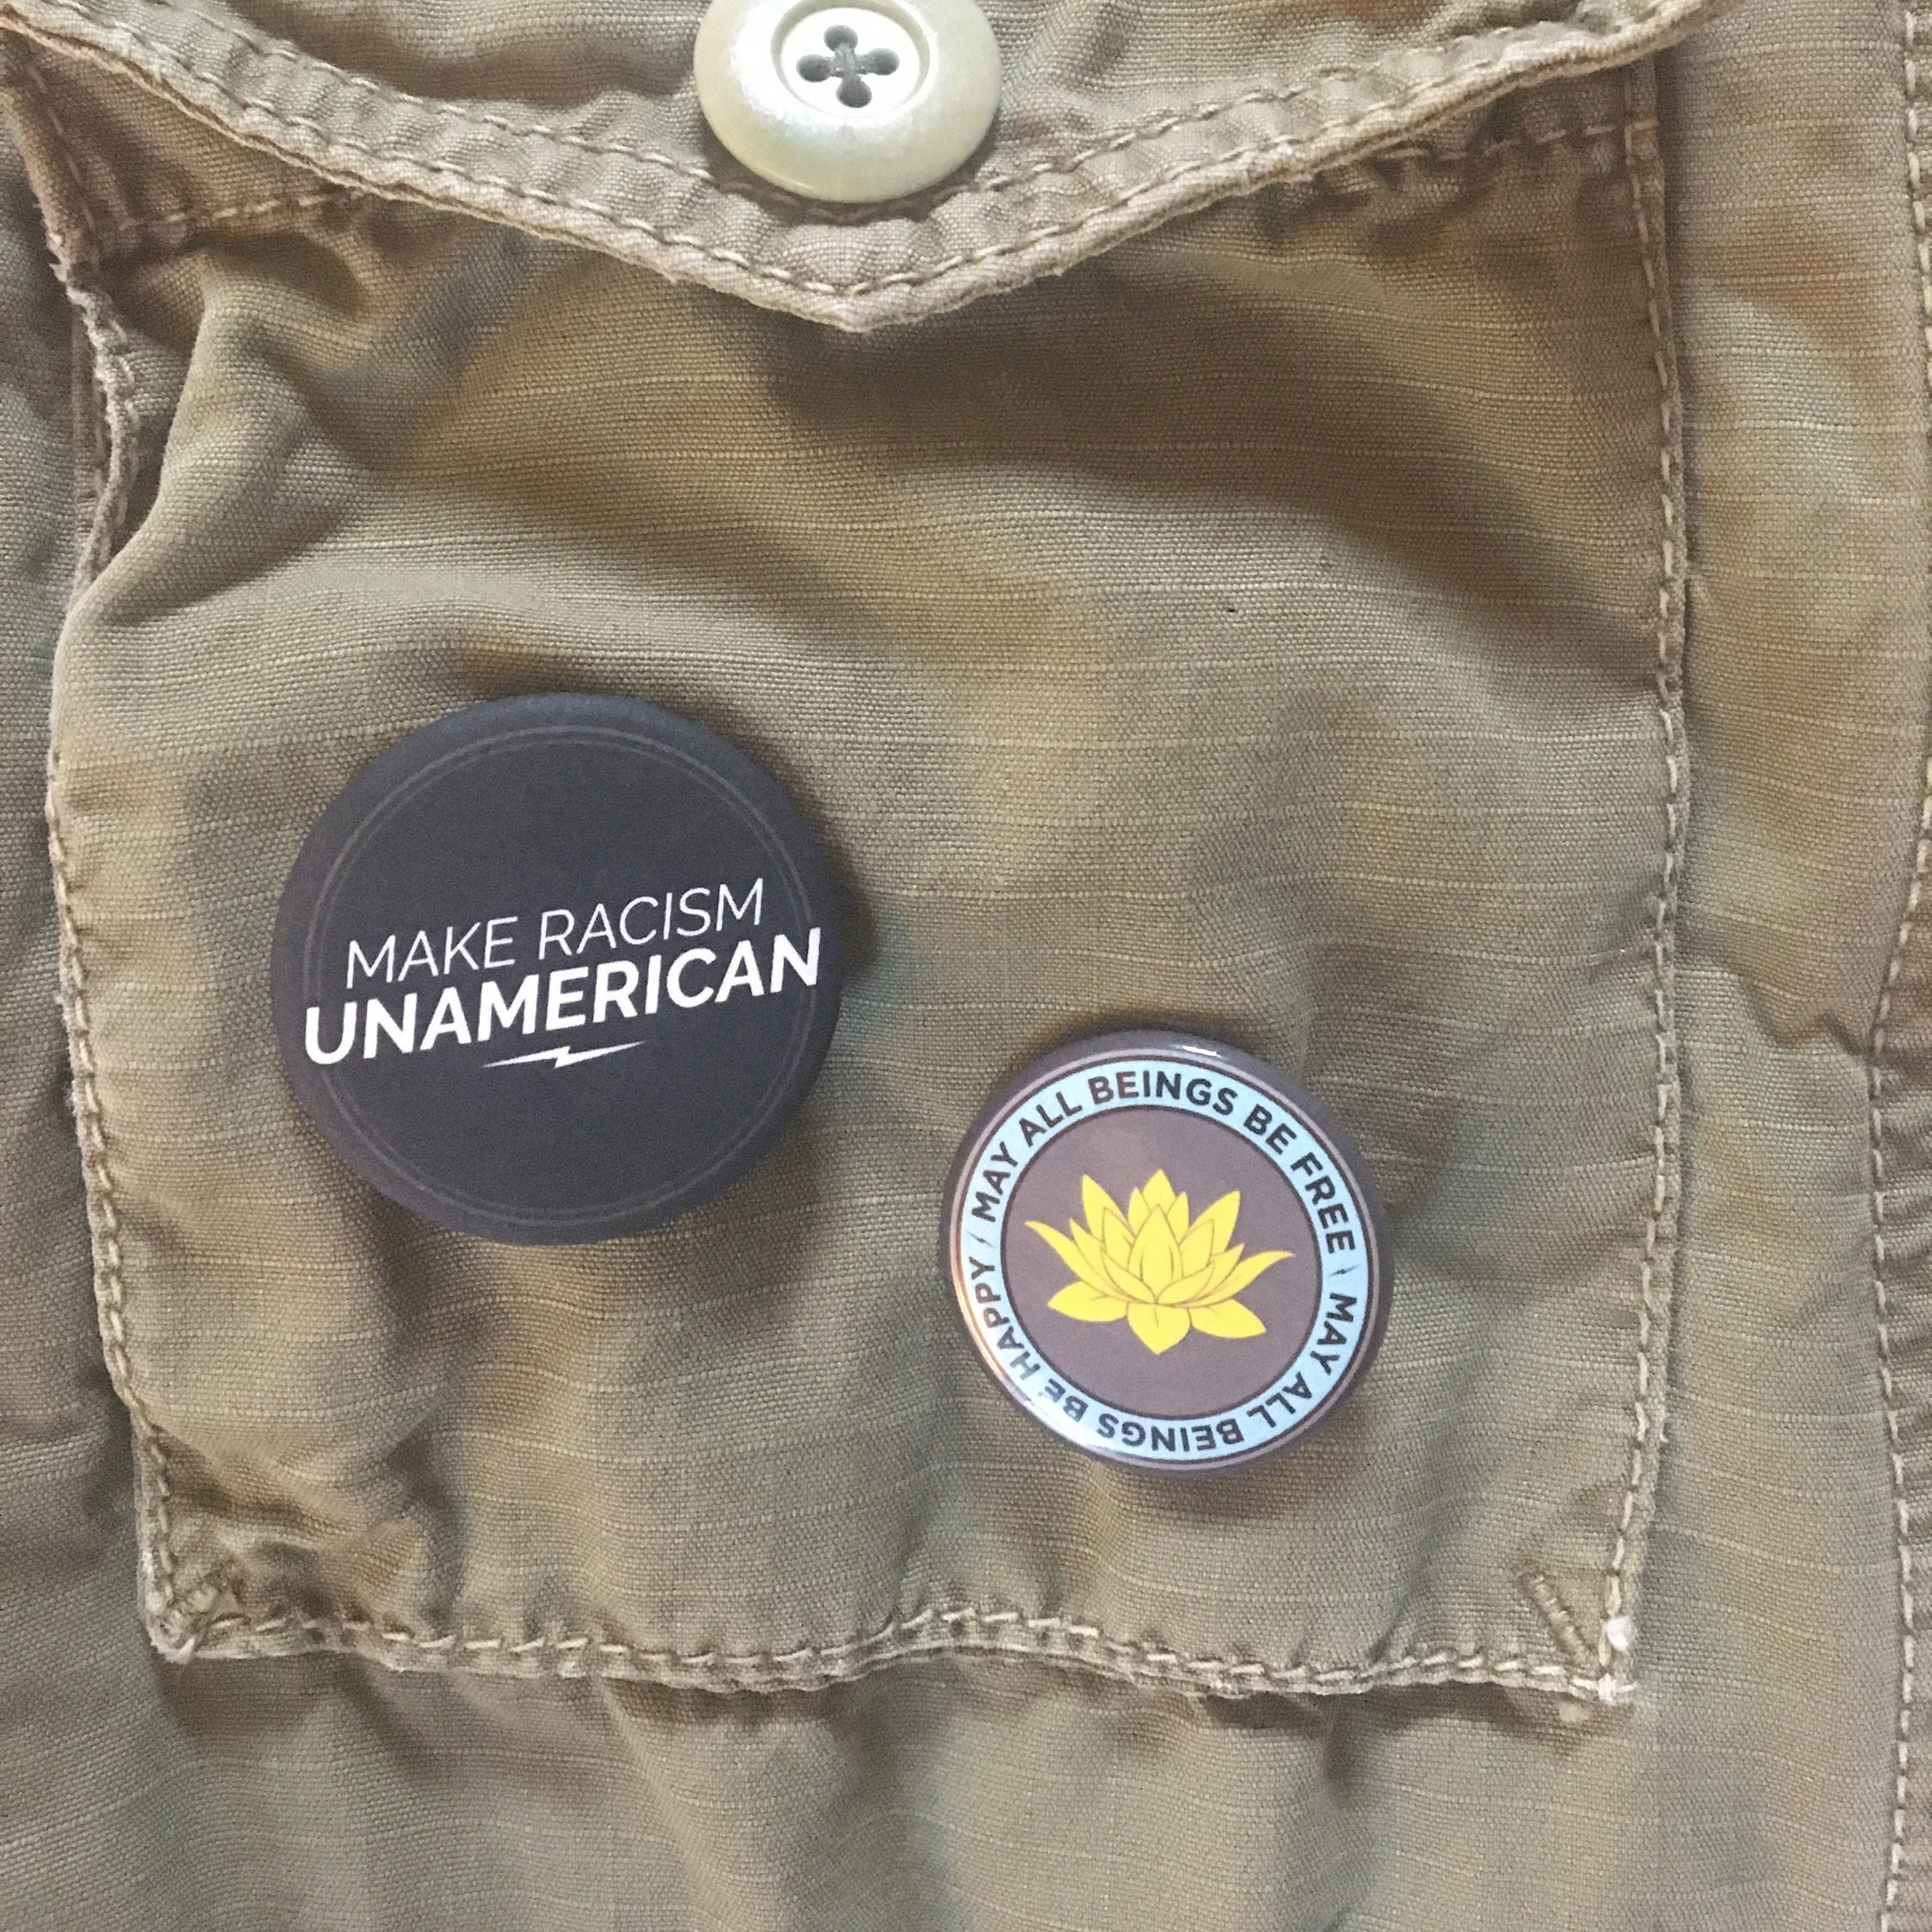 MAKE RACISM
UNAMERICAN
MAY ALL BEINGS BE FREE
MAY ALL BEINGS BE HAPPY